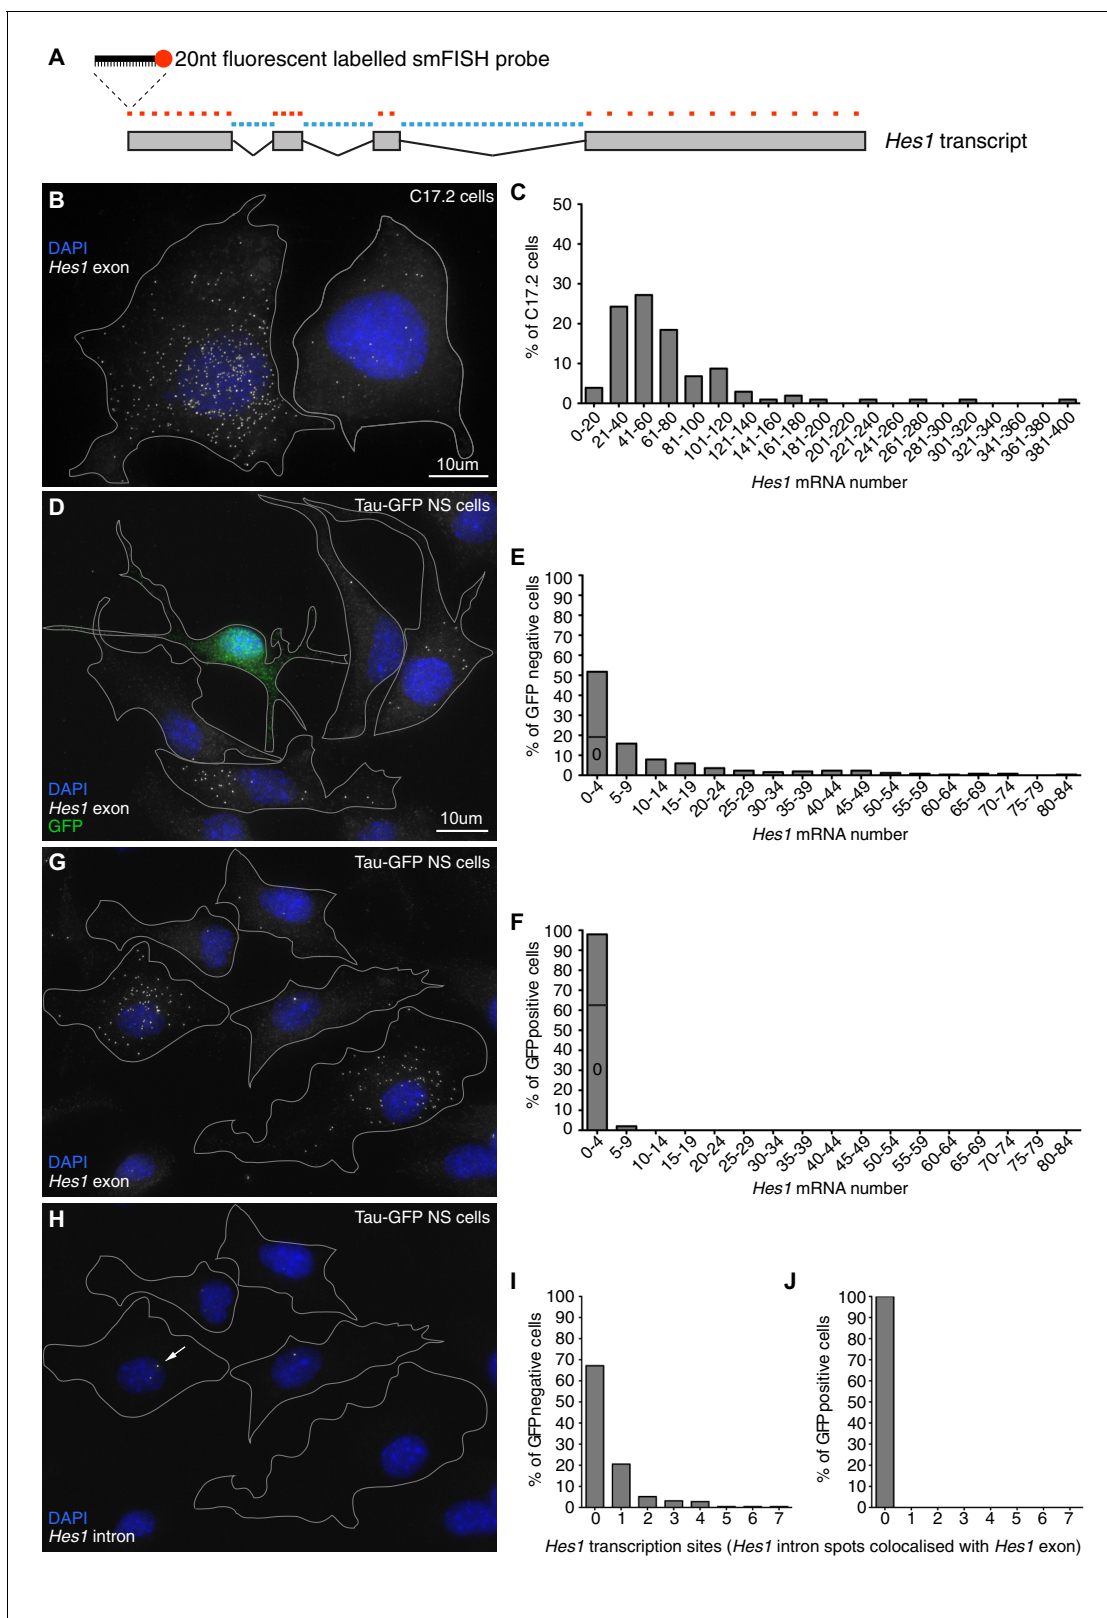 A
20nt fluorescent labelled smFISH probe
Hes1 transcript
B
C17.2 cells
DAPI
Hes1 exon
10um
C
% of C17.2 cells
50
40
30
20
10
0
0-20
21-40
41-60
61-80
81-100
101-120
121-140
141-160
161-180
181-200
201-220
221-240
241-260
261-280
281-300
301-320
321-340
341-360
361-380
381-400
Hes1 mRNA number
D
Tau-GFP NS cells
DAPI
Hes1 exon
GFP
10um
E
% of GFP negative cells
100
90
80
70
60
50
40
30
20
10
0
0
0-4
5-9
10-14
15-19
20-24
25-29
30-34
35-39
40-44
45-49
50-54
55-59
60-64
65-69
70-74
75-79
80-84
Hes1 mRNA number
G
Tau-GFP NS cells
DAPI
Hes1 exon
F
% of GFP positive cells
100
90
80
70
60
50
40
30
20
10
0
0
0-4
5-9
10-14
15-19
20-24
25-29
30-34
35-39
40-44
45-49
50-54
55-59
60-64
65-69
70-74
75-79
80-84
Hes1 mRNA number
H
Tau-GFP NS cells
DAPI
Hes1 intron
I
% of GFP negative cells
100
90
80
70
60
50
40
30
20
10
0
0 1 2 3 4 5 6 7
J
% of GFP positive cells
100
90
80
70
60
50
40
30
20
10
0
0 1 2 3 4 5 6 7
Hes1 transcription sites (Hes1 intron spots colocalised with Hes1 exon)